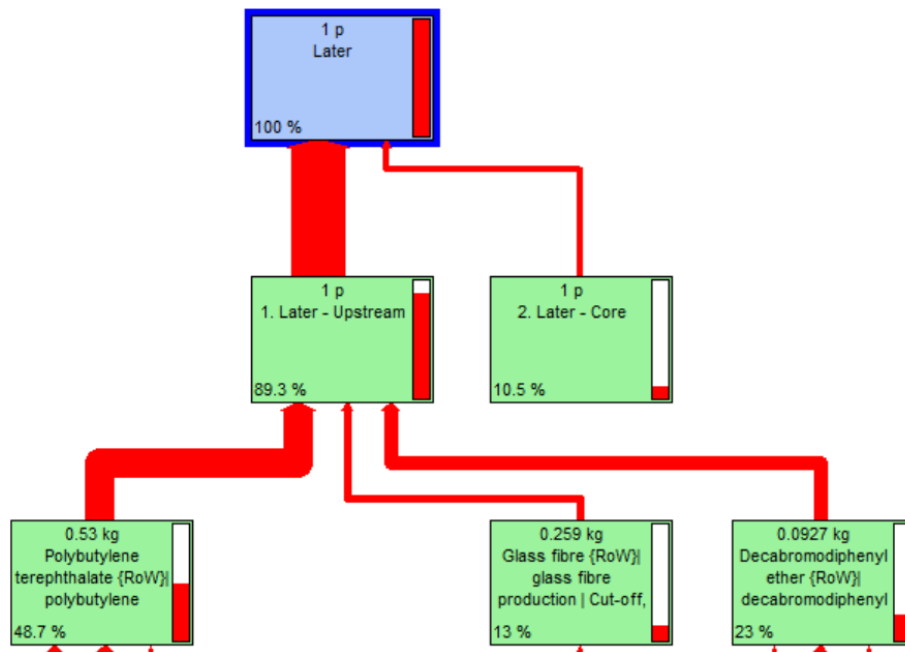 1 p
Later
100 %
1 p
1. Later - Upstream
89.3 %
1 p
2. Later - Core
10.5 %
0.53 kg
Polybutylene
terephthalate {RoW}|
polybutylene
48.7 %
0.259 kg
Glass fibre {RoW}|
glass fibre
production | Cut-off,
13 %
0.0927 kg
Decabromodiphenyl
ether {RoW}|
decabromodiphenyl
23 %